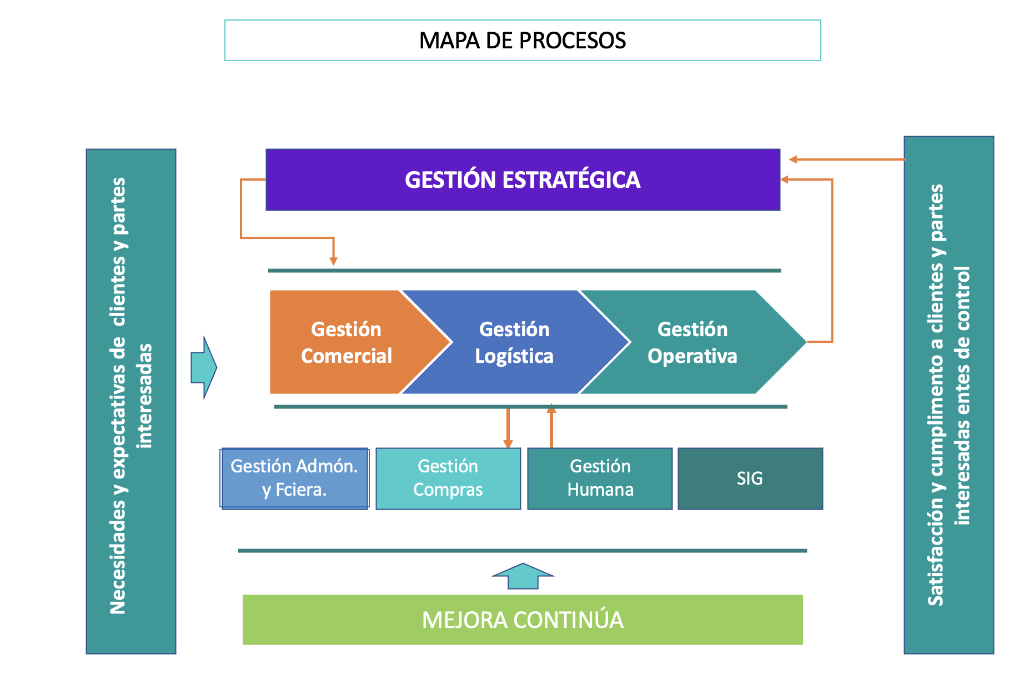 MAPA DE PROCESOS
Necesidades y expectativas de clientes y partes
interesadas
GESTIÓN ESTRATÉGICA
Gestión
Comercial
Gestión
Logística
Gestión
Operativa
Gestión Admón.
y Fciera.
Gestión
Compras
Gestión
Humana
SIG
MEJORA CONTINÚA
Satisfacción y cumplimento a clientes y partes
interesadas entes de control